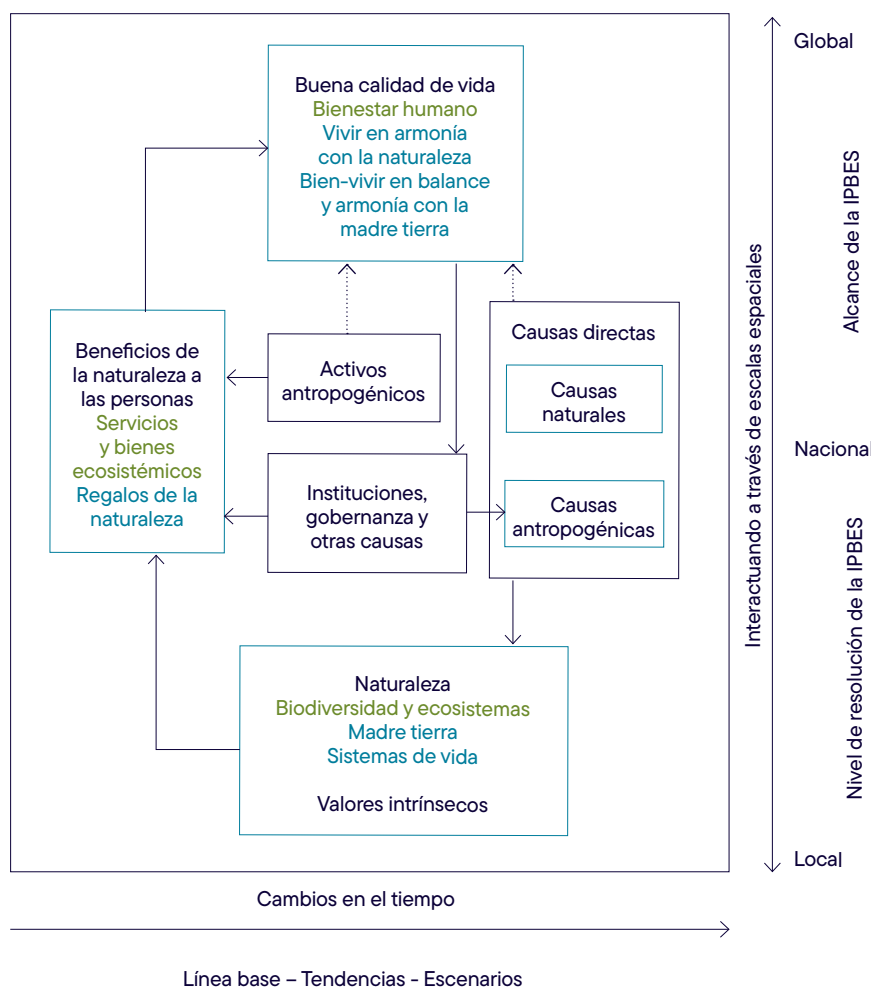 Global
Buena calidad de vida
Bienestar humano
Vivir en armonía
con la naturaleza
Bien-vivir en balance
y armonía con la
madre tierra
Alcance de la IPBES
Interactuando a través de escalas espaciales
Beneficios de
la naturaleza a
las personas
Servicios
y bienes
ecosistémicos
Regalos de la
naturaleza
Activos
antropogénicos
Causas directas
Causas
naturales
Nacional
Instituciones,
gobernanza y
otras causas
Causas
antropogénicas
Nivel de resolución de la IPBES
Naturaleza
Biodiversidad y ecosistemas
Madre tierra
Sistemas de vida
Valores intrínsecos
Local
Cambios en el tiempo
Línea base – Tendencias - Escenarios